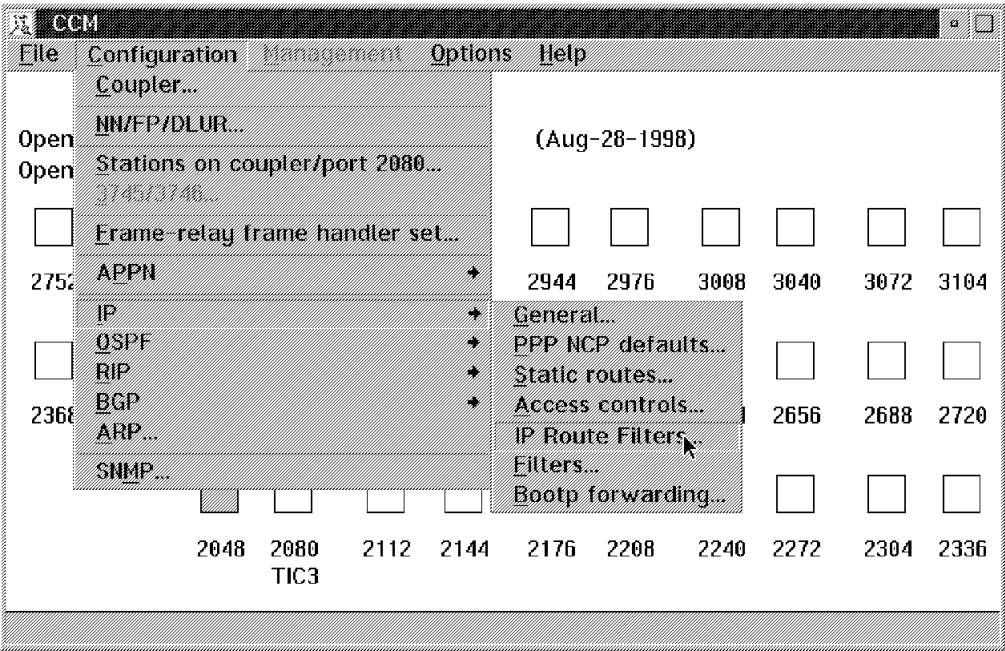 CCM
File Configuration Management Options Help
Coupler...
NN/FP/DLUR...
Open (Aug-28-1998)
Stations on coupler/port 2080...
Open
3745/3746...
Frame-relay frame handler set...
APPN
2752 2944 2976 3008 3040 3072 3104
IP General...
OSPF PPP NCP defaults...
RIP Static routes...
BGP Access controls...
2368 2656 2688 2720
ARP... IP Route Filters...
SNMP... Filters...
Bootp forwarding...
2048 2080 2112 2144 2176 2208 2240 2272 2304 2336
TIC3